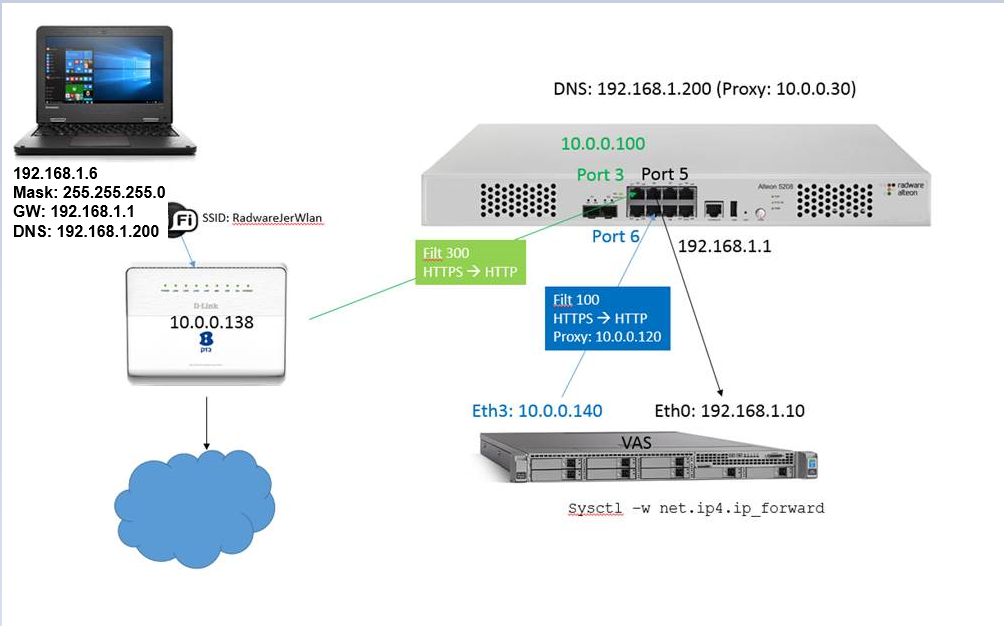 DNS: 192.168.1.200 (Proxy: 10.0.0.30)
10.0.0.100
Port 3
Port 5
Alteon 5208
radware
alteon
192.168.1.6
Mask: 255.255.255.0
GW: 192.168.1.1
DNS: 192.168.1.200
Fi
SSID: RadwareJerWlan
Port 6
192.168.1.1
Filt 300
HTTPS → HTTP
D-Link
10.0.0.138
בזק
Filt 100
HTTPS → HTTP
Proxy: 10.0.0.120
Eth3: 10.0.0.140
Eth0: 192.168.1.10
VAS
Sysctl -w net.ip4.ip_forward